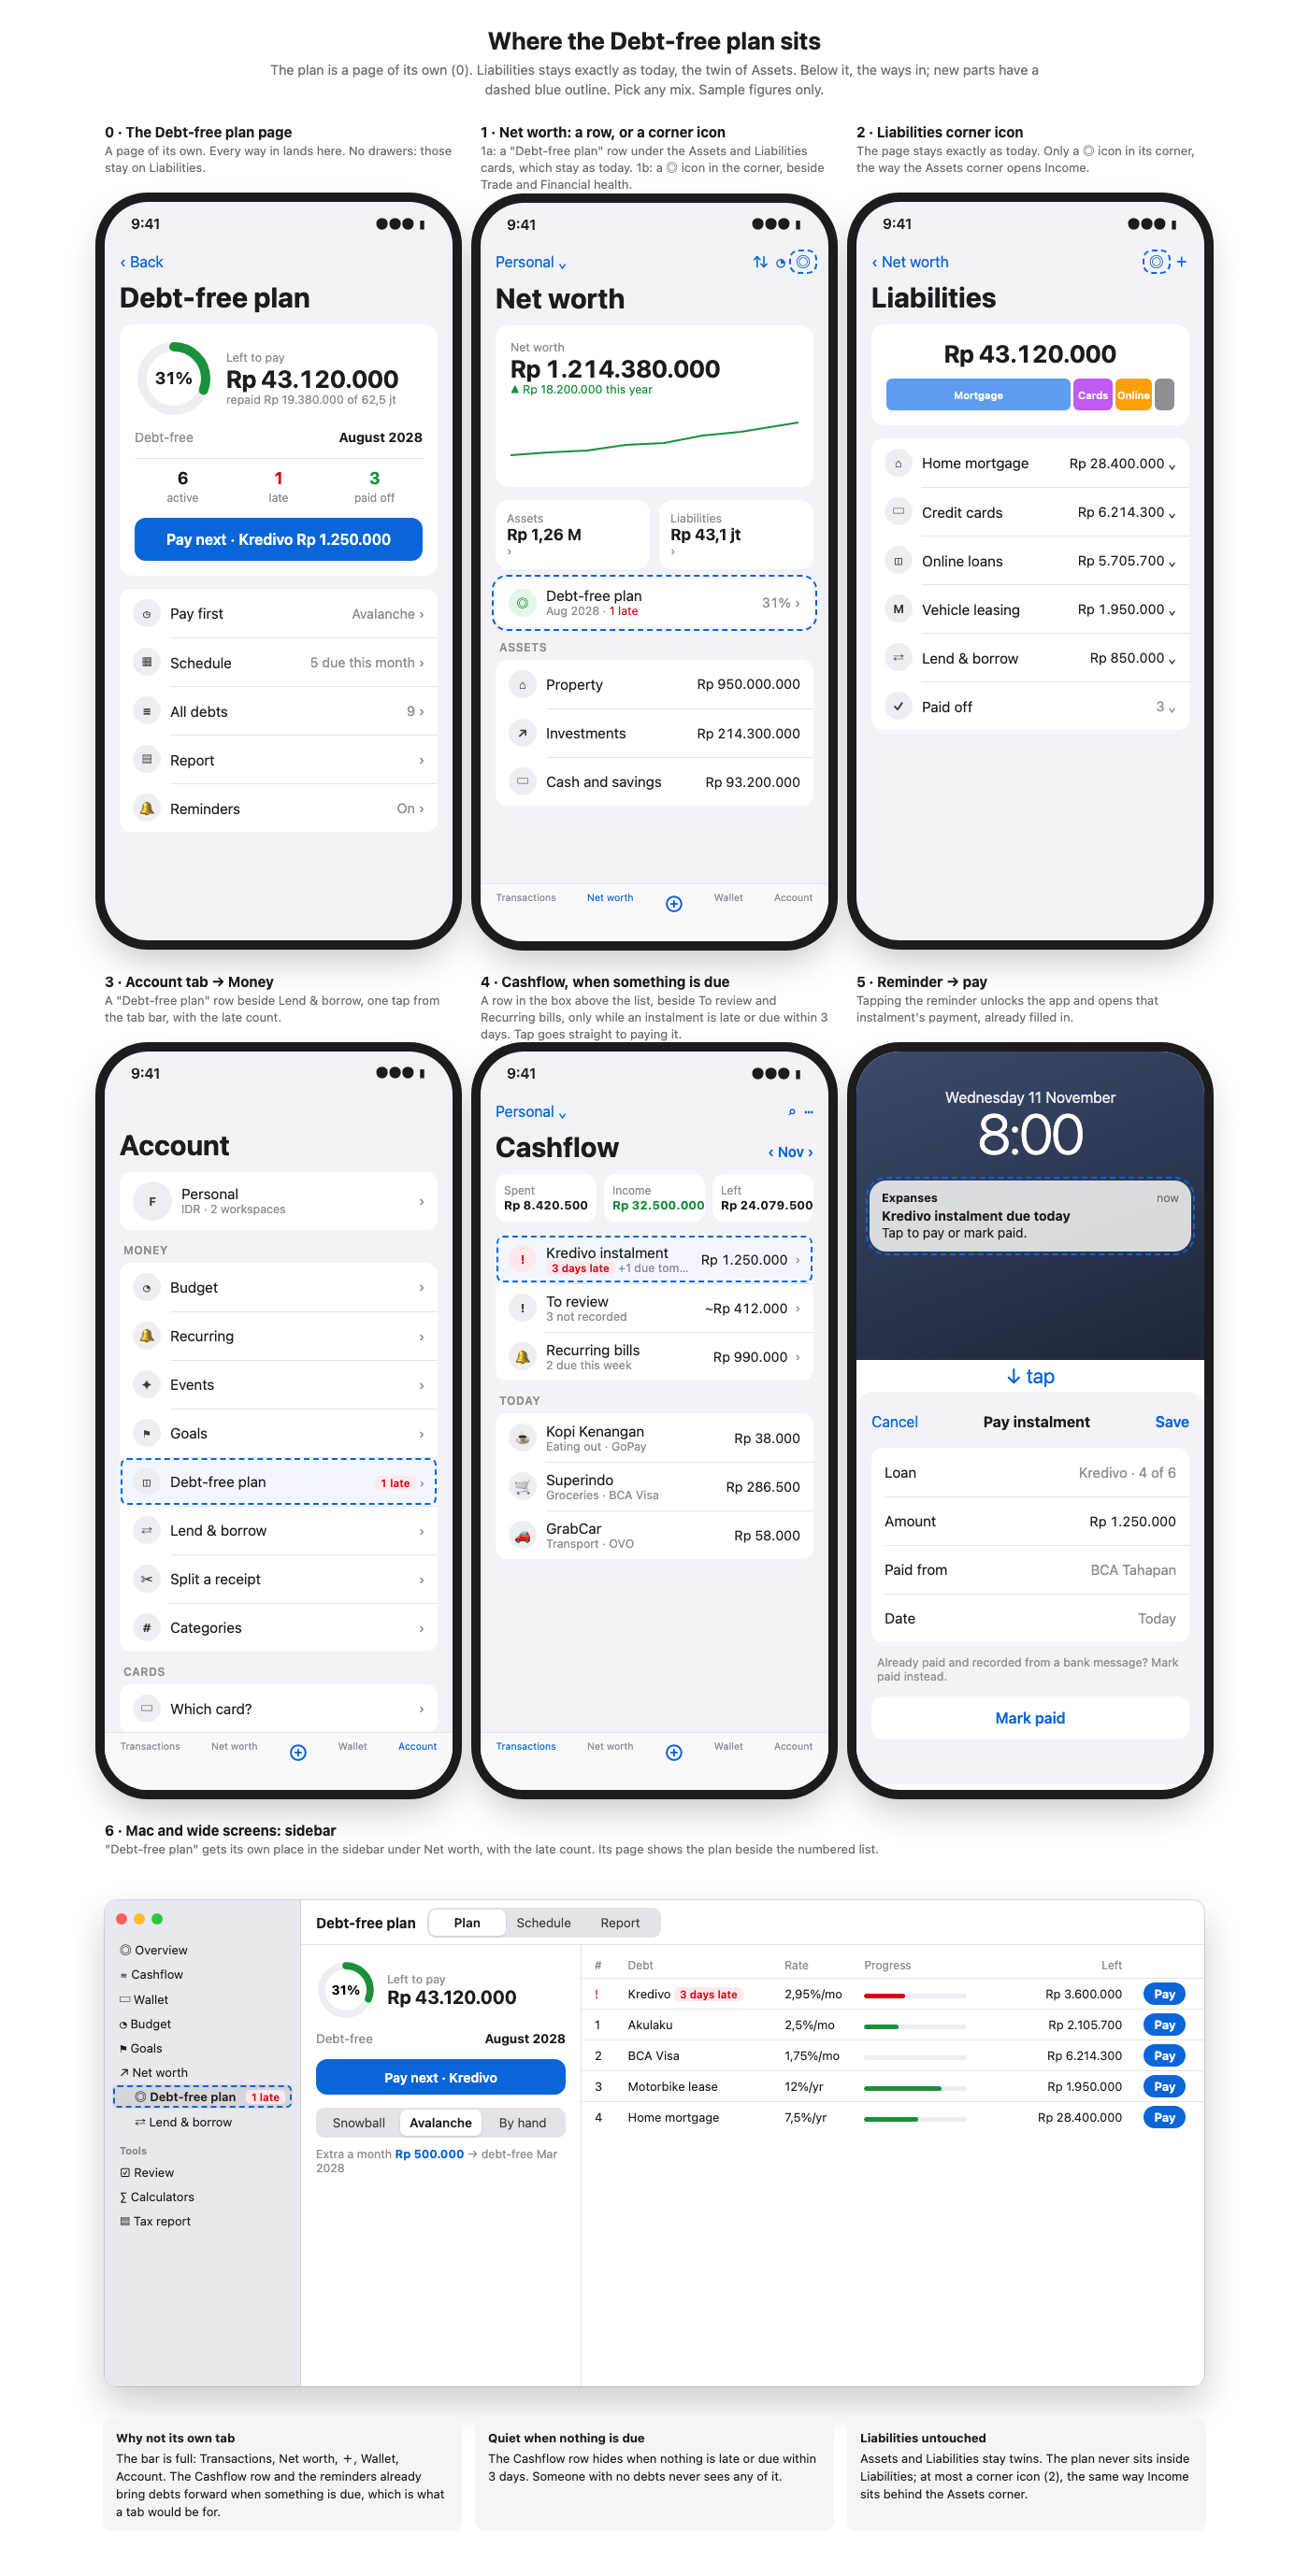 Where the Debt-free plan sits
The plan is a page of its own (0). Liabilities stays exactly as today, the twin of Assets. Below it, the ways in; new parts have a
dashed blue outline. Pick any mix. Sample figures only.
0 · The Debt-free plan page
A page of its own. Every way in lands here. No drawers: those
stay on Liabilities.
9:41
‹ Back
Debt-free plan
31%
Left to pay
Rp 43.120.000
repaid Rp 19.380.000 of 62,5 jt
Debt-free August 2028
6 1 3
active late paid off
Pay next · Kredivo Rp 1.250.000
Pay first Avalanche ›
Schedule 5 due this month ›
All debts 9 ›
Report ›
Reminders On ›
1 · Net worth: a row, or a corner icon
1a: a "Debt-free plan" row under the Assets and Liabilities
cards, which stay as today. 1b: a ◎ icon in the corner, beside
Trade and Financial health.
9:41
Personal ⌄
Net worth
Net worth
Rp 1.214.380.000
▲ Rp 18.200.000 this year
Assets
Rp 1,26 M
›
Liabilities
Rp 43,1 jt
›
Debt-free plan 31% ›
Aug 2028 · 1 late
ASSETS
Property Rp 950.000.000
Investments Rp 214.300.000
Cash and savings Rp 93.200.000
Transactions Net worth Wallet Account
2 · Liabilities corner icon
The page stays exactly as today. Only a ◎ icon in its corner,
the way the Assets corner opens Income.
9:41
‹ Net worth ◎ +
Liabilities
Rp 43.120.000
Mortgage Cards Online
Home mortgage Rp 28.400.000 ⌄
Credit cards Rp 6.214.300 ⌄
Online loans Rp 5.705.700 ⌄
M Vehicle leasing Rp 1.950.000 ⌄
Lend & borrow Rp 850.000 ⌄
Paid off 3 ⌄
3 · Account tab → Money
A "Debt-free plan" row beside Lend & borrow, one tap from
the tab bar, with the late count.
9:41
Account
F
Personal ›
IDR · 2 workspaces
MONEY
Budget ›
Recurring ›
Events ›
Goals ›
Debt-free plan 1 late ›
Lend & borrow ›
Split a receipt ›
# Categories ›
CARDS
Which card? ›
Transactions Net worth Wallet Account
4 · Cashflow, when something is due
A row in the box above the list, beside To review and
Recurring bills, only while an instalment is late or due within 3
days. Tap goes straight to paying it.
9:41
Personal ⌄
Cashflow ‹ Nov ›
Spent
Rp 8.420.500
Income
Rp 32.500.000
Left
Rp 24.079.500
! Kredivo instalment Rp 1.250.000 ›
3 days late +1 due tom…
! To review ~Rp 412.000 ›
3 not recorded
Recurring bills Rp 990.000 ›
2 due this week
TODAY
Kopi Kenangan Rp 38.000
Eating out · GoPay
Superindo Rp 286.500
Groceries · BCA Visa
GrabCar Rp 58.000
Transport · OVO
Transactions Net worth Wallet Account
5 · Reminder → pay
Tapping the reminder unlocks the app and opens that
instalment's payment, already filled in.
Wednesday 11 November
8:00
Expanses now
Kredivo instalment due today
Tap to pay or mark paid.
↓ tap
Cancel Pay instalment Save
Loan Kredivo · 4 of 6
Amount Rp 1.250.000
Paid from BCA Tahapan
Date Today
Already paid and recorded from a bank message? Mark
paid instead.
Mark paid
6 · Mac and wide screens: sidebar
"Debt-free plan" gets its own place in the sidebar under Net worth, with the late count. Its page shows the plan beside the numbered list.
Overview
Cashflow
Wallet
Budget
Goals
Net worth
Debt-free plan 1 late
Lend & borrow
Tools
Review
Calculators
Tax report
Debt-free plan Plan Schedule Report
31%
Left to pay
Rp 43.120.000
Debt-free August 2028
Pay next · Kredivo
Snowball Avalanche By hand
Extra a month Rp 500.000 → debt-free Mar
2028
# Debt Rate Progress Left
! Kredivo 3 days late 2,95%/mo Rp 3.600.000 Pay
1 Akulaku 2,5%/mo Rp 2.105.700 Pay
2 BCA Visa 1,75%/mo Rp 6.214.300 Pay
3 Motorbike lease 12%/yr Rp 1.950.000 Pay
4 Home mortgage 7,5%/yr Rp 28.400.000 Pay
Why not its own tab
The bar is full: Transactions, Net worth, +, Wallet,
Account. The Cashflow row and the reminders already
bring debts forward when something is due, which is what
a tab would be for.
Quiet when nothing is due
The Cashflow row hides when nothing is late or due within
3 days. Someone with no debts never sees any of it.
Liabilities untouched
Assets and Liabilities stay twins. The plan never sits inside
Liabilities; at most a corner icon (2), the same way Income
sits behind the Assets corner.